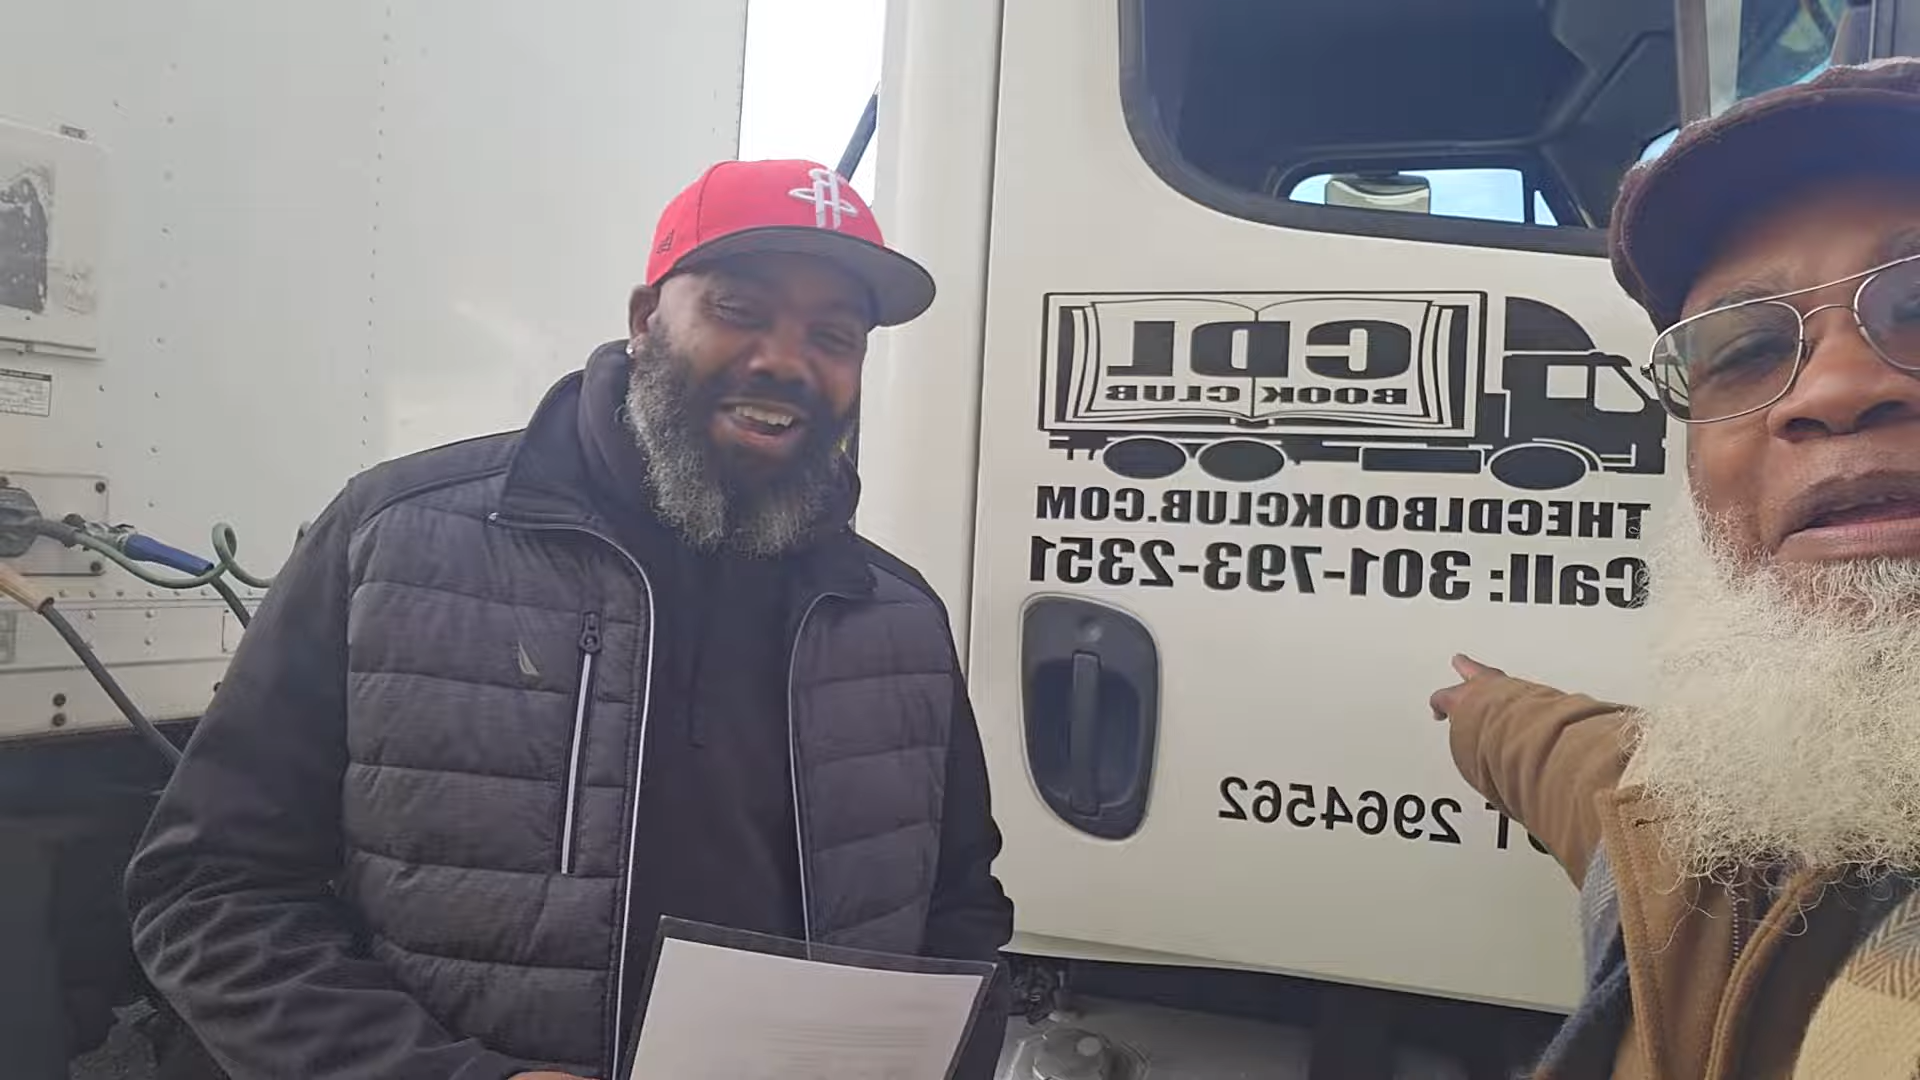 CDL
BOOK CLUB
THECDLBOOKCLUB.COM
Call: 301-793-2351
2964562